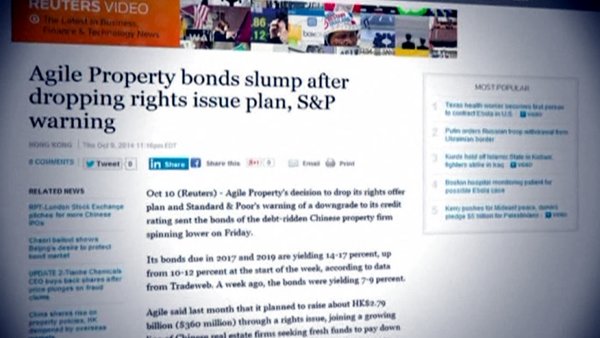 REUTERS VIDEO
The Latest in Business,
Finance & Technology News
Agile Property bonds slump after
dropping rights issue plan, S&P
warning
HONG KONG Thu Oct 9, 2014 11:16pm EDT
0 COMMENTS
Tweet 0
in Share
Share this
Email
Print
RELATED NEWS
RPT-London Stock Exchange
pitches for more Chinese
IPOs
Chaori bailout shows
Beijing's desire to protect
bond market
UPDATE 2-Tianhe Chemicals
CEO buys back shares after
price plunges on fraud
claims
China shares rise on
property policies, HK
dampened by overseas
Oct 10 (Reuters) - Agile Property's decision to drop its rights offer
plan and Standard & Poor's warning of a downgrade to its credit
rating sent the bonds of the debt-ridden Chinese property firm
spinning lower on Friday.
Its bonds due in 2017 and 2019 are yielding 14-17 percent, up
from 10-12 percent at the start of the week, according to data
from Tradeweb. A week ago, the bonds were yielding 7-9 percent.
Agile said last month that it planned to raise about HK$2.79
billion ($360 million) through a rights issue, joining a growing
of Chinese real estate firms seeking fresh funds to pay down
MOST POPULAR
1 Texas health worker becomes first person
to contract Ebola in U.S. VIDEO
2 Putin orders Russian troop withdrawal from
Ukrainian border
3 Kurds hold off Islamic State in Kobani;
fighters strike in Iraq VIDEO
4 Boston hospital monitoring patient for
possible Ebola case
5 Kerry pushes for Mideast peace, donors
pledge $5 billion for Palestinians VIDEO